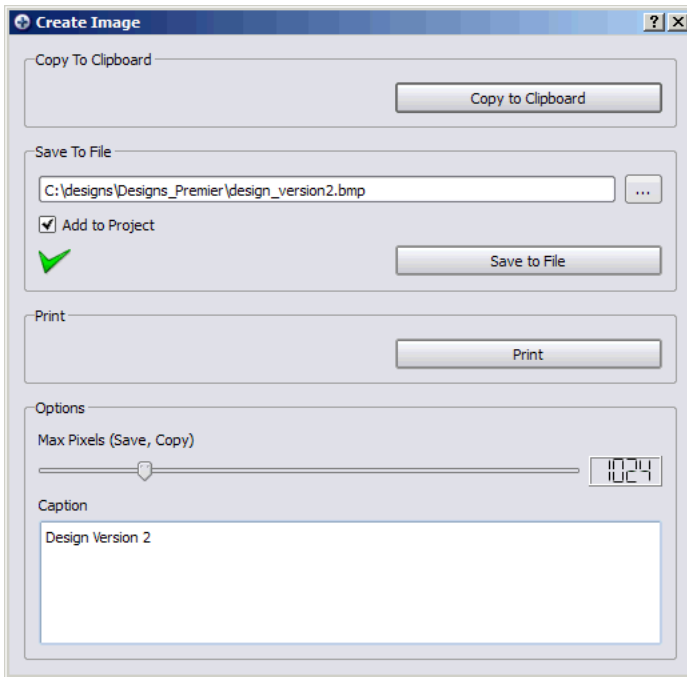 Create Image
Copy To Clipboard
Copy to Clipboard
Save To File
C:\designs\Designs_Premier\design_version2.bmp
...
Add to Project
Save to File
Print
Print
Options
Max Pixels (Save, Copy)
1024
Caption
Design Version 2